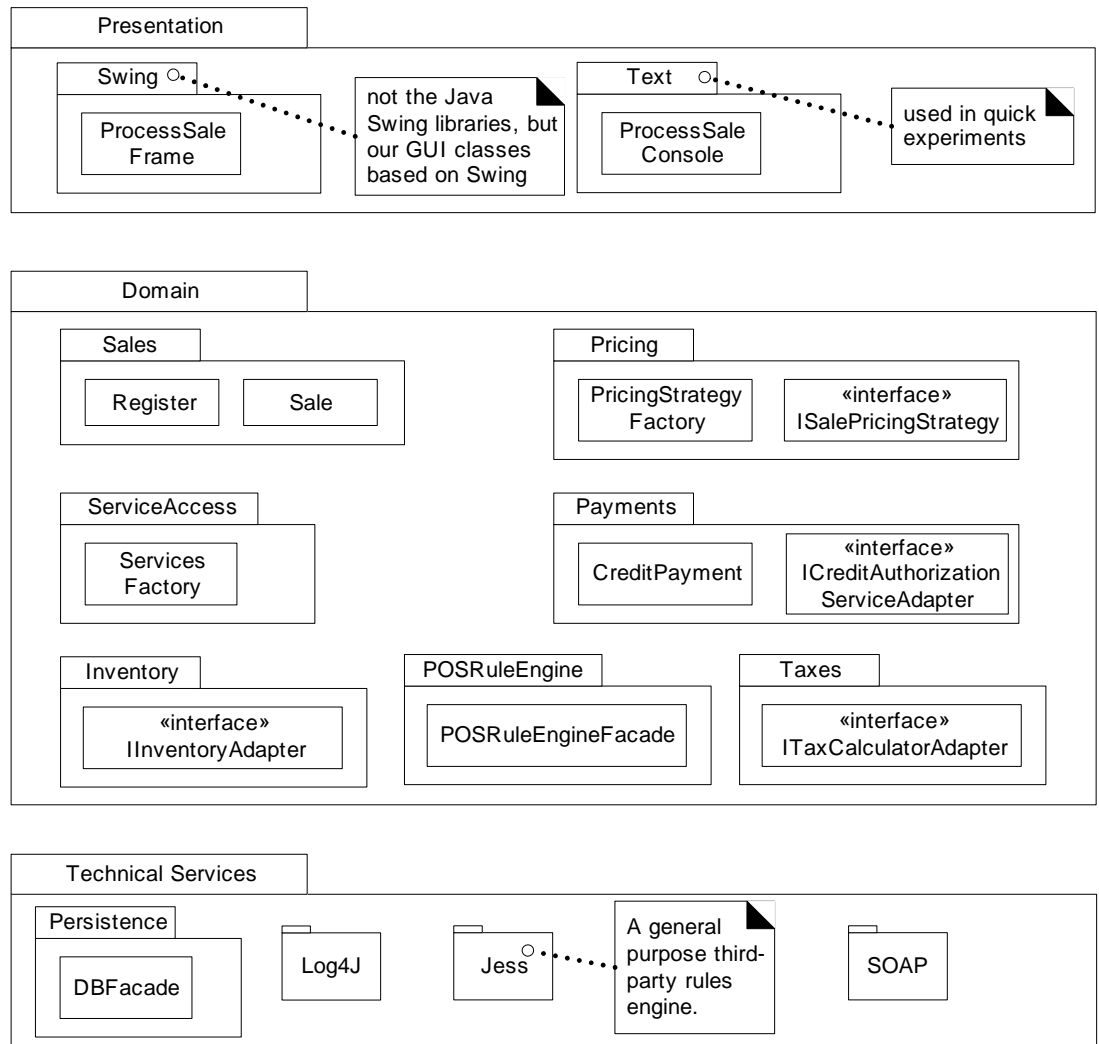 Presentation
Swing
ProcessSale
Frame
not the Java
Swing libraries, but
our GUI classes
based on Swing
Text
ProcessSale
Console
used in quick
experiments
Domain
Sales
Register
Sale
Pricing
PricingStrategy
Factory
«interface»
ISalePricingStrategy
ServiceAccess
Services
Factory
Payments
CreditPayment
«interface»
ICreditAuthorization
ServiceAdapter
Inventory
«interface»
IInventoryAdapter
POSRuleEngine
POSRuleEngineFacade
Taxes
«interface»
ITaxCalculatorAdapter
Technical Services
Persistence
DBFacade
Log4J
Jess
A general
purpose third-
party rules
engine.
SOAP